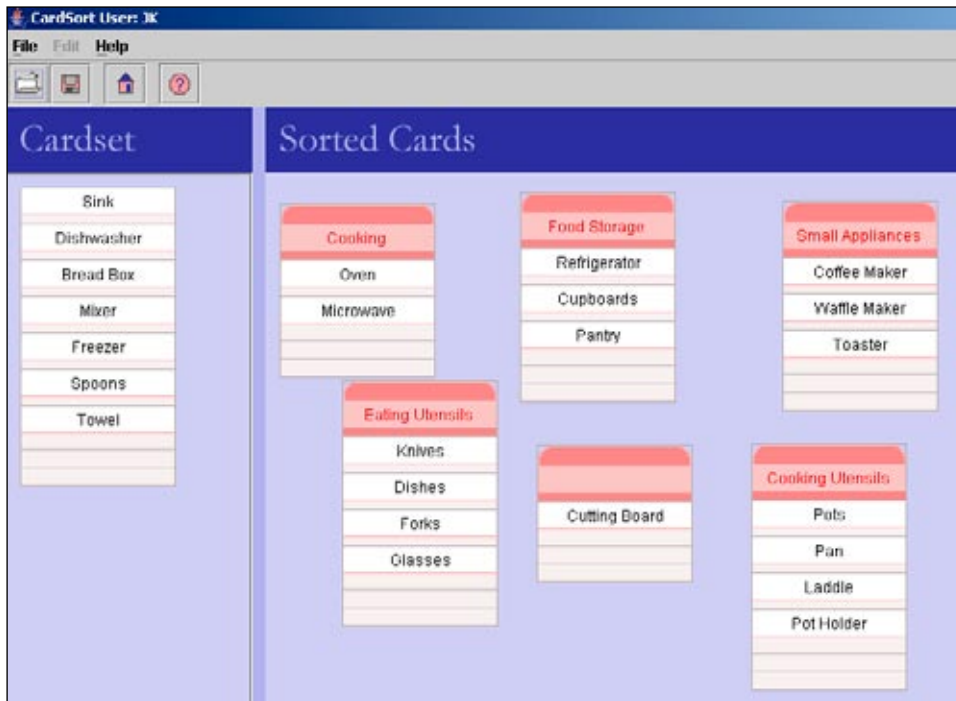 CardSort User: JK
File Edit Help
Cardset
Sorted Cards
Sink
Dishwasher
Bread Box
Mixer
Freezer
Spoons
Towel
Cooking
Oven
Microwave
Food Storage
Refrigerator
Cupboards
Pantry
Small Appliances
Coffee Maker
Waffle Maker
Toaster
Eating Utensils
Knives
Dishes
Forks
Glasses
Cutting Board
Cooking Utensils
Pots
Pan
Laddle
Pot Holder